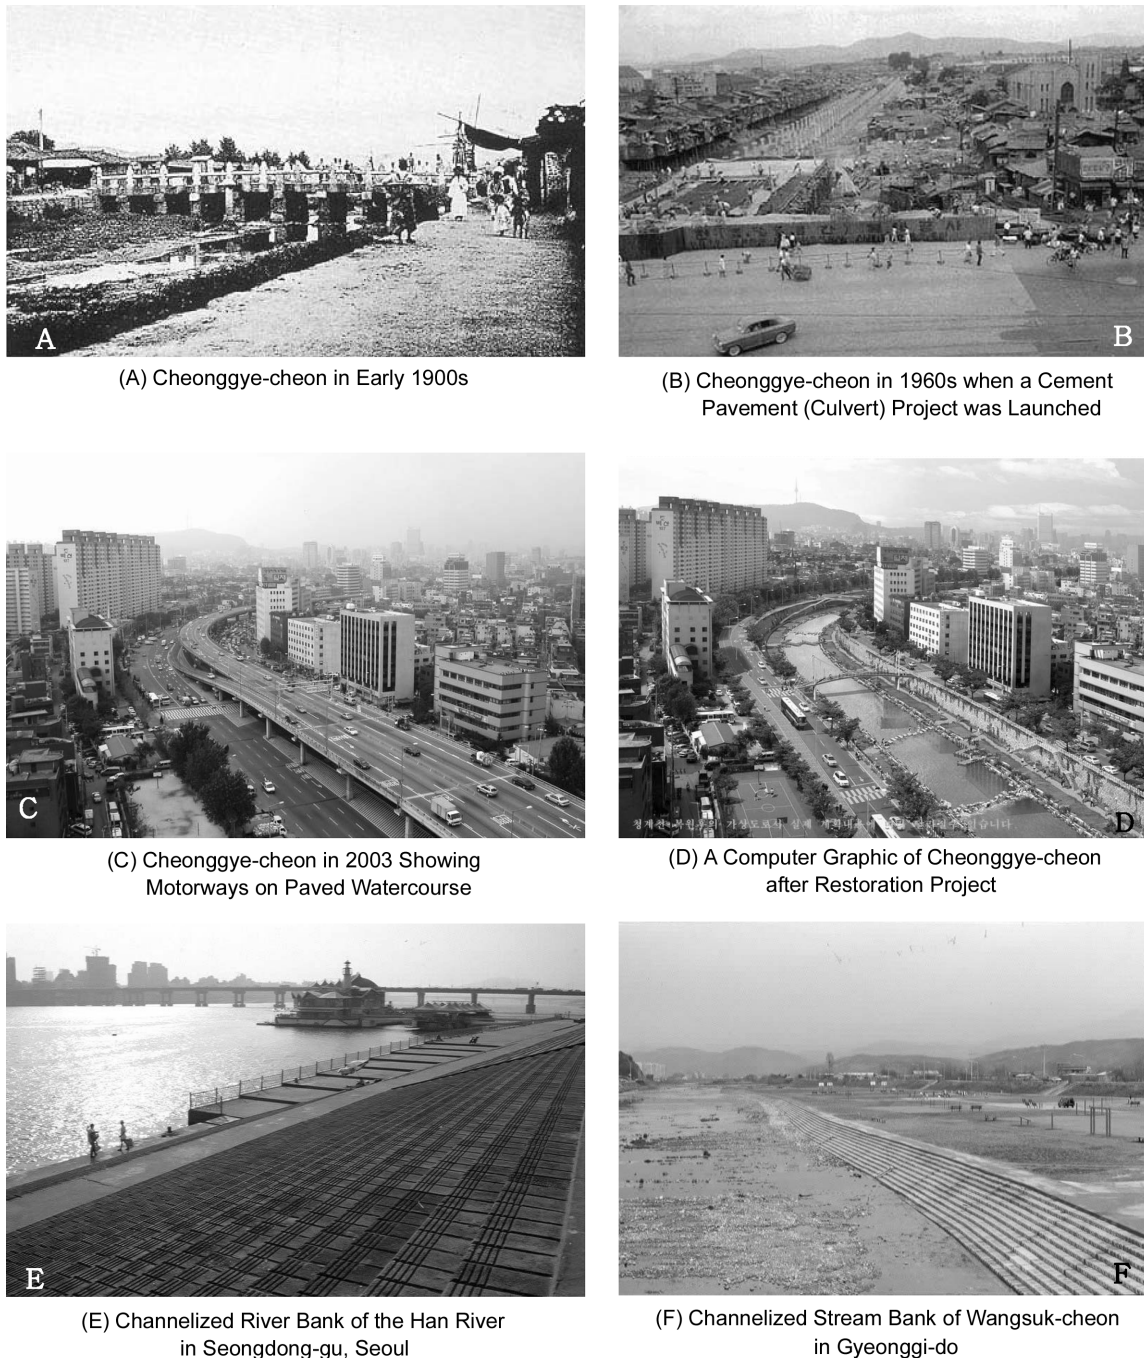 A
B
(A) Cheonggye-cheon in Early 1900s
(B) Cheonggye-cheon in 1960s when a Cement
Pavement (Culvert) Project was Launched
C
D
(C) Cheonggye-cheon in 2003 Showing
Motorways on Paved Watercourse
(D) A Computer Graphic of Cheonggye-cheon
after Restoration Project
E
F
(E) Channelized River Bank of the Han River
in Seongdong-gu, Seoul
(F) Channelized Stream Bank of Wangsuk-cheon
in Gyeonggi-do